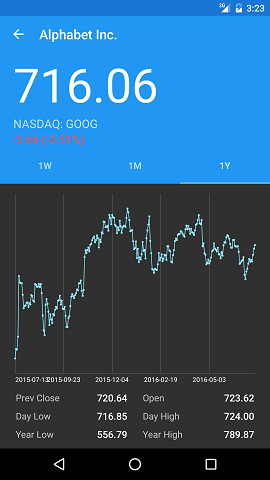 3G 3:23
Alphabet Inc.
716.06
NASDAQ: GOOG
1W 1M 1Y
2015-07-13 2015-09-23 2015-12-04 2016-02-19 2016-05-03
Prev Close 720.64 Open 723.62
Day Low 716.85 Day High 724.00
Year Low 556.79 Year High 789.87